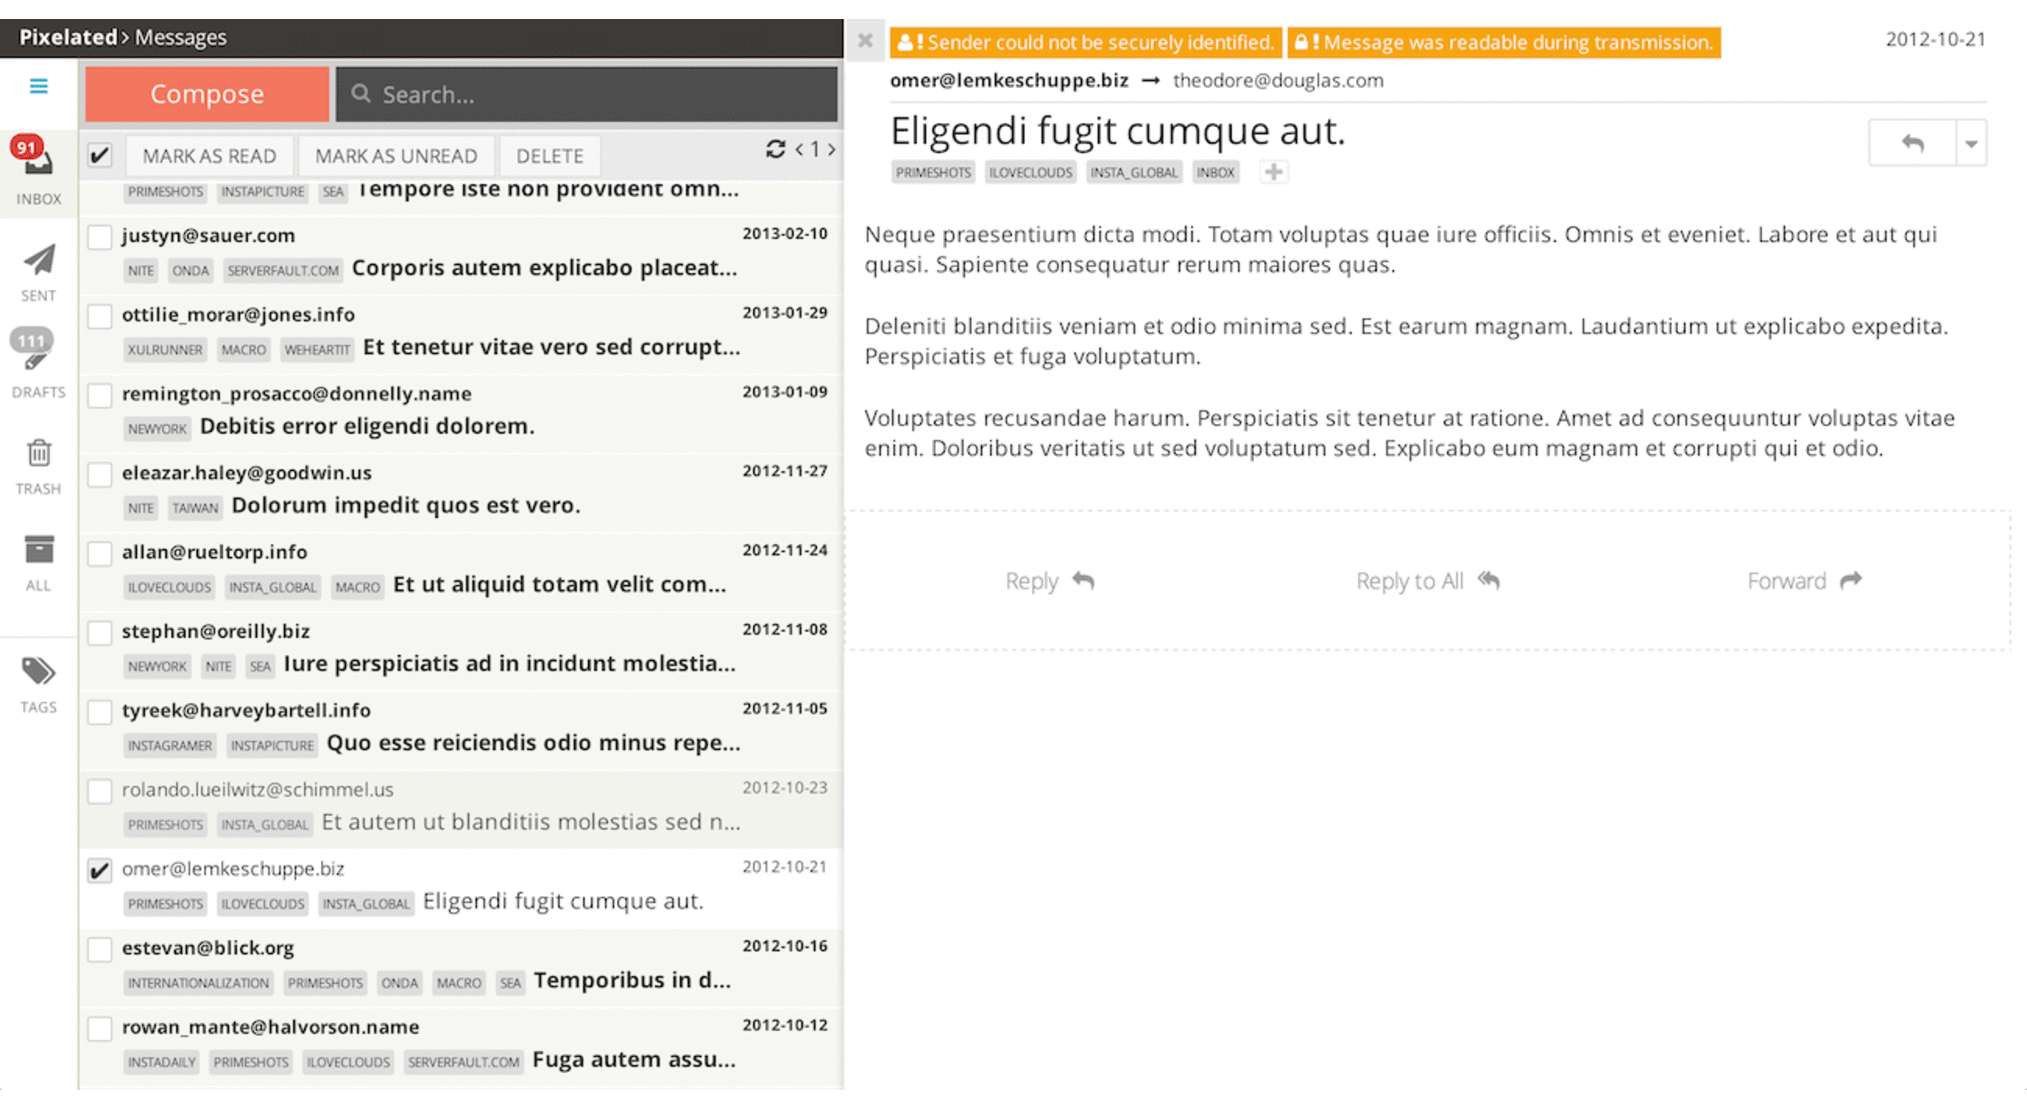 Pixelated > Messages
Compose
Search...
MARK AS READ MARK AS UNREAD DELETE < 1 >
91
INBOX
SENT
111
DRAFTS
TRASH
ALL
TAGS
PRIMESHOTS INSTAPICTURE SEA Tempore iste non provident omn...
justyn@sauer.com 2013-02-10
NITE ONDA SERVERFAULT.COM Corporis autem explicabo placeat...
ottilie_morar@jones.info 2013-01-29
XULRUNNER MACRO WEHEARTIT Et tenetur vitae vero sed corrupt...
remington_prosacco@donnelly.name 2013-01-09
NEWYORK Debitis error eligendi dolorem.
eleazar.haley@goodwin.us 2012-11-27
NITE TAIWAN Dolorum impedit quos est vero.
allan@rueltorp.info 2012-11-24
ILOVECLOUDS INSTA_GLOBAL MACRO Et ut aliquid totam velit com...
stephan@oreilly.biz 2012-11-08
NEWYORK NITE SEA Iure perspiciatis ad in incidunt molestia...
tyreek@harveybartell.info 2012-11-05
INSTAGRAMER INSTAPICTURE Quo esse reiciendis odio minus repe...
rolando.lueilwitz@schimmel.us 2012-10-23
PRIMESHOTS INSTA_GLOBAL Et autem ut blanditiis molestias sed n...
omer@lemkeschuppe.biz 2012-10-21
PRIMESHOTS ILOVECLOUDS INSTA_GLOBAL Eligendi fugit cumque aut.
estevan@blick.org 2012-10-16
INTERNATIONALIZATION PRIMESHOTS ONDA MACRO SEA Temporibus in d...
rowan_mante@halvorson.name 2012-10-12
INSTADAILY PRIMESHOTS ILOVECLOUDS SERVERFAULT.COM Fuga autem assu...
! Sender could not be securely identified. ! Message was readable during transmission. 2012-10-21
omer@lemkeschuppe.biz → theodore@douglas.com
Eligendi fugit cumque aut.
PRIMESHOTS ILOVECLOUDS INSTA_GLOBAL INBOX +
Neque praesentium dicta modi. Totam voluptas quae iure officiis. Omnis et eveniet. Labore et aut qui
quasi. Sapiente consequatur rerum maiores quas.
Deleniti blanditiis veniam et odio minima sed. Est earum magnam. Laudantium ut explicabo expedita.
Perspiciatis et fuga voluptatum.
Voluptates recusandae harum. Perspiciatis sit tenetur at ratione. Amet ad consequuntur voluptas vitae
enim. Doloribus veritatis ut sed voluptatum sed. Explicabo eum magnam et corrupti qui et odio.
Reply Reply to All Forward